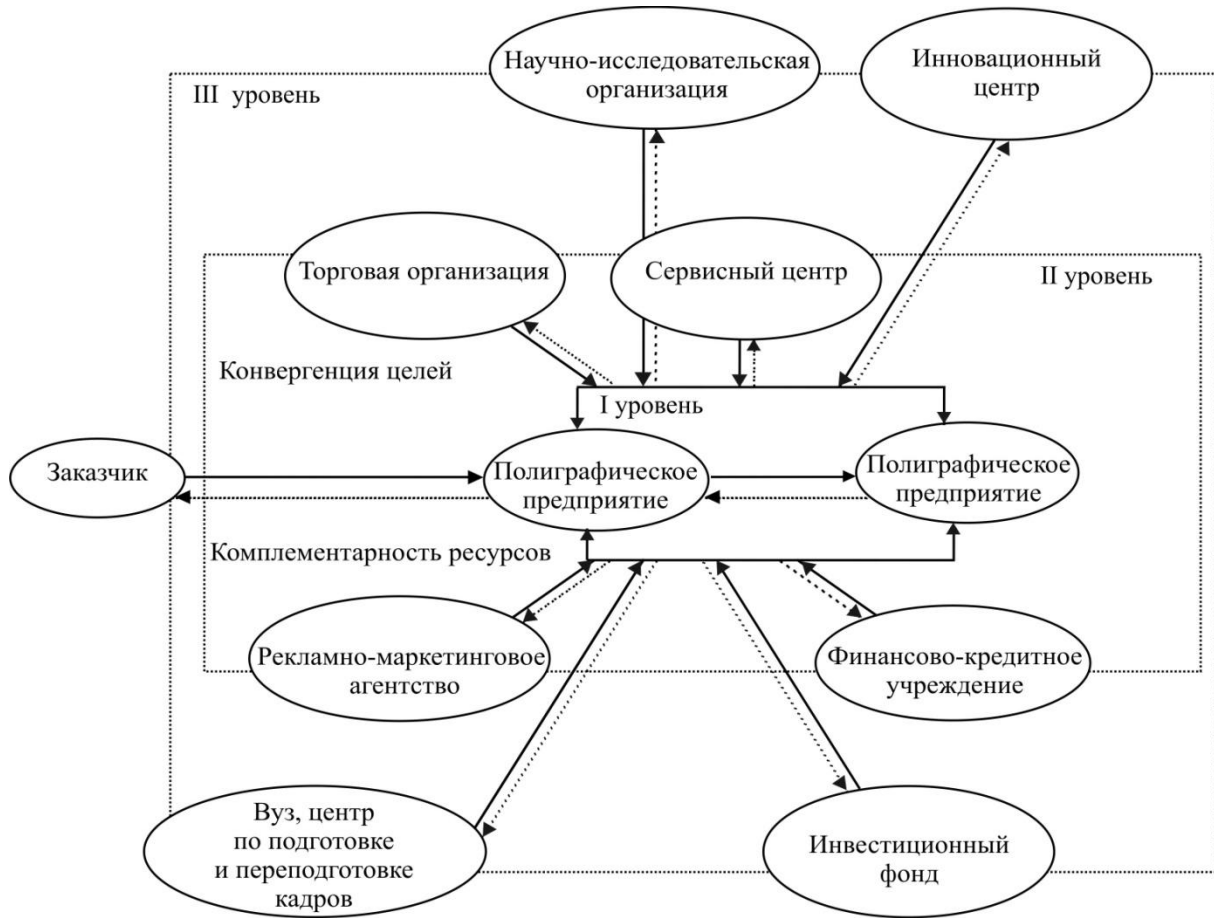 Научно-исследовательская
организация
Инновационный
центр
III уровень
Торговая организация
Сервисный центр
II уровень
Конвергенция целей
I уровень
Заказчик
Полиграфическое
предприятие
Полиграфическое
предприятие
Комплементарность ресурсов
Рекламно-маркетинговое
агентство
Финансово-кредитное
учреждение
Вуз, центр
по подготовке
и переподготовке
кадров
Инвестиционный
фонд